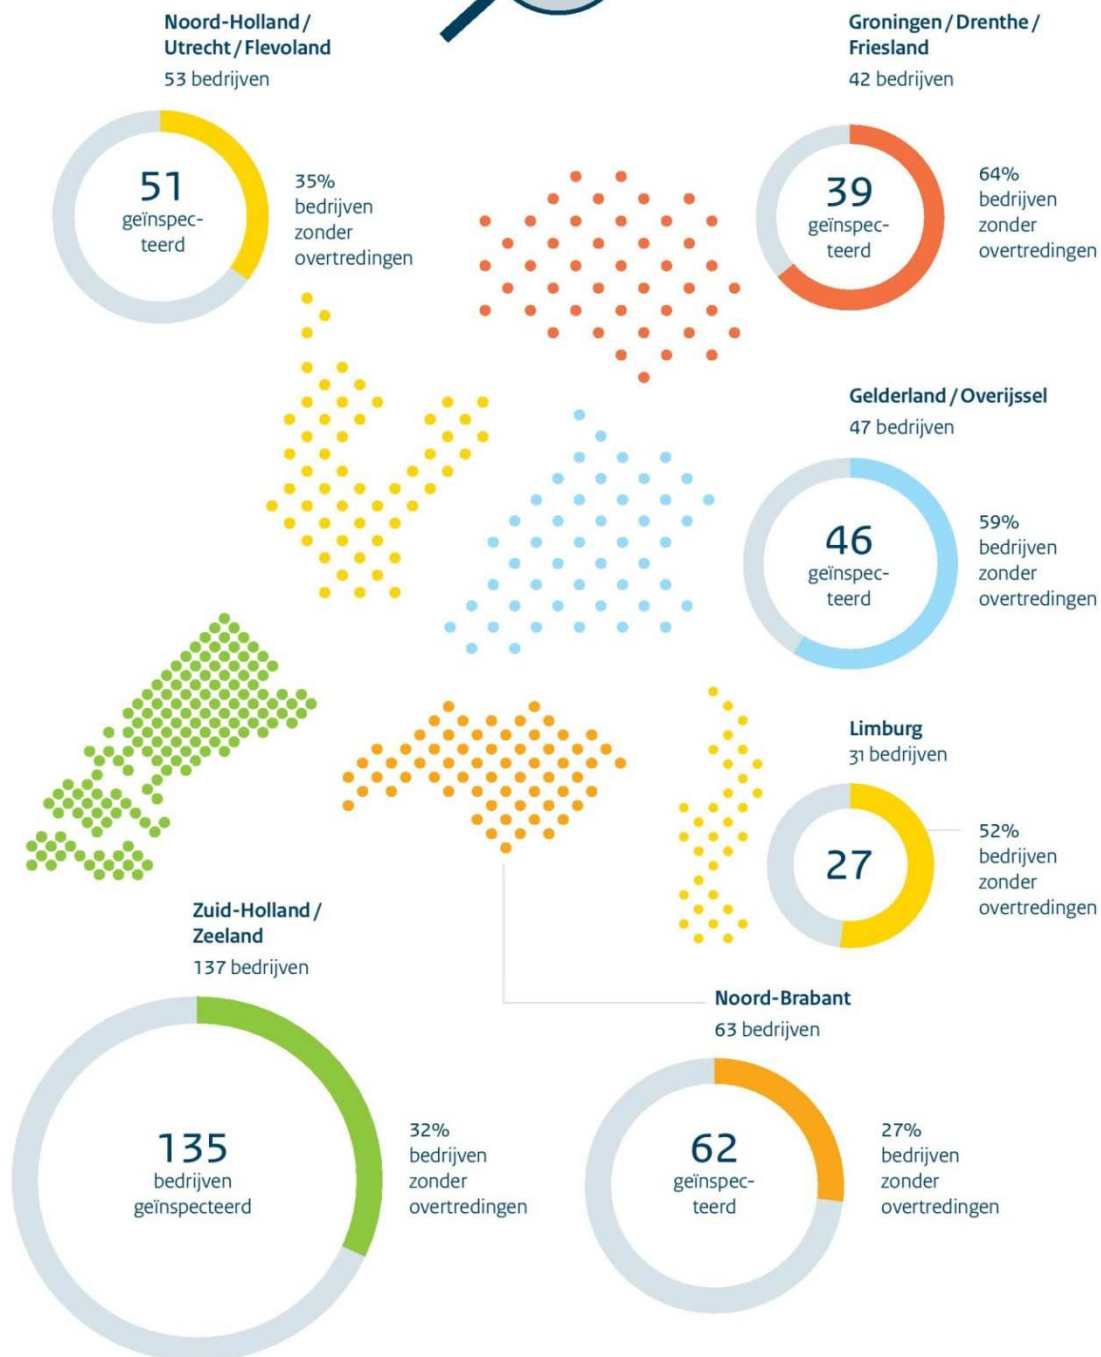 Noord-Holland /
Utrecht / Flevoland
53 bedrijven
51
geïnspec-
teerd
35%
bedrijven
zonder
overtredingen
Groningen / Drenthe /
Friesland
42 bedrijven
39
geïnspec-
teerd
64%
bedrijven
zonder
overtredingen
Gelderland / Overijssel
47 bedrijven
46
geïnspec-
teerd
59%
bedrijven
zonder
overtredingen
Limburg
31 bedrijven
27
52%
bedrijven
zonder
overtredingen
Zuid-Holland /
Zeeland
137 bedrijven
135
bedrijven
geïnspecteerd
32%
bedrijven
zonder
overtredingen
Noord-Brabant
63 bedrijven
62
geïnspec-
teerd
27%
bedrijven
zonder
overtredingen